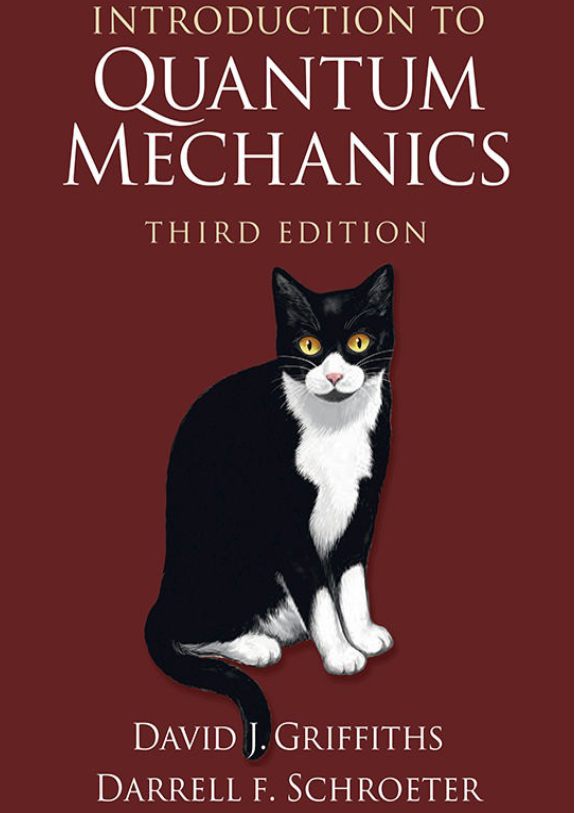 INTRODUCTION TO
QUANTUM
MECHANICS
THIRD EDITION
DAVID J. GRIFFITHS
DARRELL F. SCHROETER